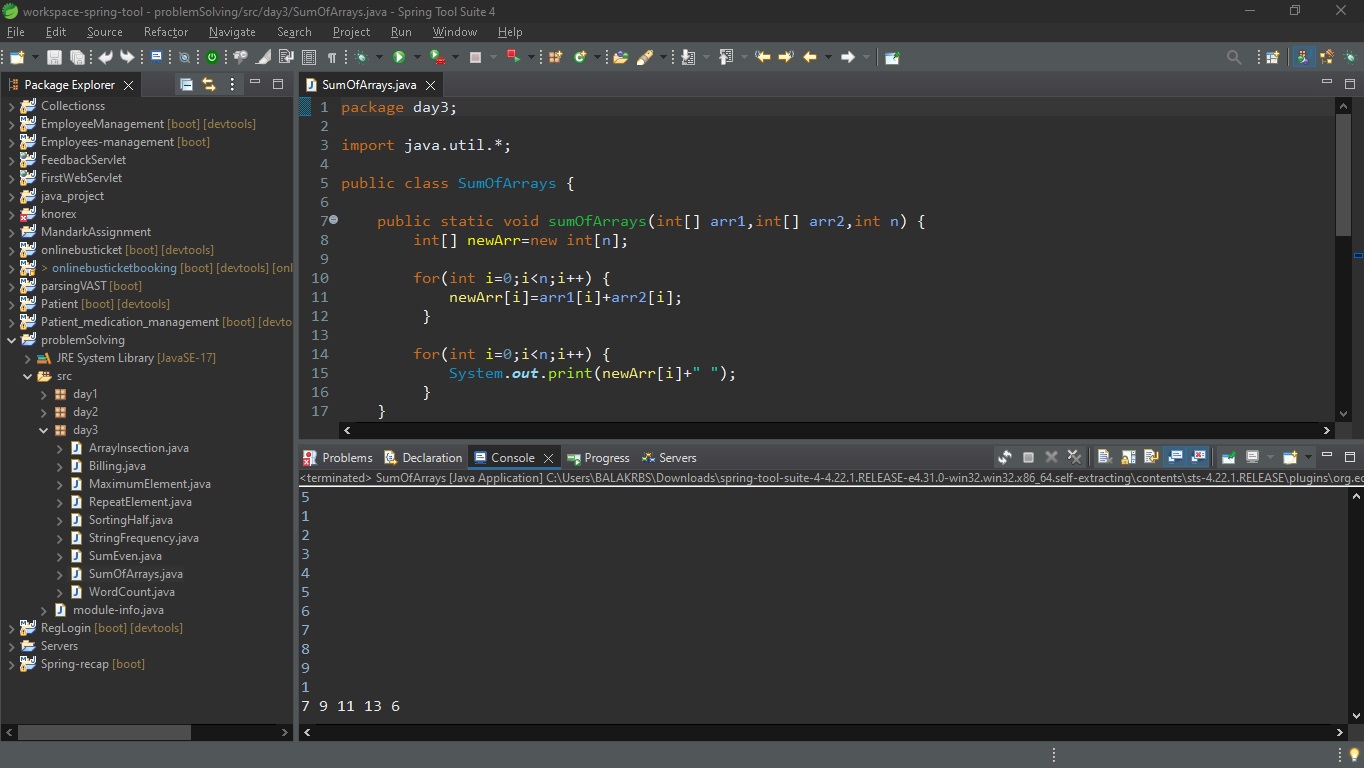 workspace-spring-tool - problemSolving/src/day3/SumOfArrays.java - Spring Tool Suite 4
File Edit Source Refactor Navigate Search Project Run Window Help
Package Explorer
Collectionss
EmployeeManagement [boot] [devtools]
Employees-management [boot]
FeedbackServlet
FirstWebServlet
java_project
knorex
MandarkAssignment
onlinebusticket [boot] [devtools]
> onlinebusticketbooking [boot] [devtools] [onl
parsingVAST [boot]
Patient [boot] [devtools]
Patient_medication_management [boot] [devto
problemSolving
JRE System Library [JavaSE-17]
src
day1
day2
day3
ArrayInsection.java
Billing.java
MaximumElement.java
RepeatElement.java
SortingHalf.java
StringFrequency.java
SumEven.java
SumOfArrays.java
WordCount.java
module-info.java
RegLogin [boot] [devtools]
Servers
Spring-recap [boot]
SumOfArrays.java
1 package day3;
2
3 import java.util.*;
4
5 public class SumOfArrays {
6
7 public static void sumOfArrays(int[] arr1,int[] arr2,int n) {
8 int[] newArr=new int[n];
9
10 for(int i=0;i<n;i++) {
11 newArr[i]=arr1[i]+arr2[i];
12 }
13
14 for(int i=0;i<n;i++) {
15 System.out.print(newArr[i]+" ");
16 }
17 }
Problems Declaration Console Progress Servers
<terminated> SumOfArrays [Java Application] C:\Users\BALAKRBS\Downloads\spring-tool-suite-4-4.22.1.RELEASE-e4.31.0-win32.win32.x86_64.self-extracting\contents\sts-4.22.1.RELEASE\plugins\org.ec
5
1
2
3
4
5
6
7
8
9
1
7 9 11 13 6